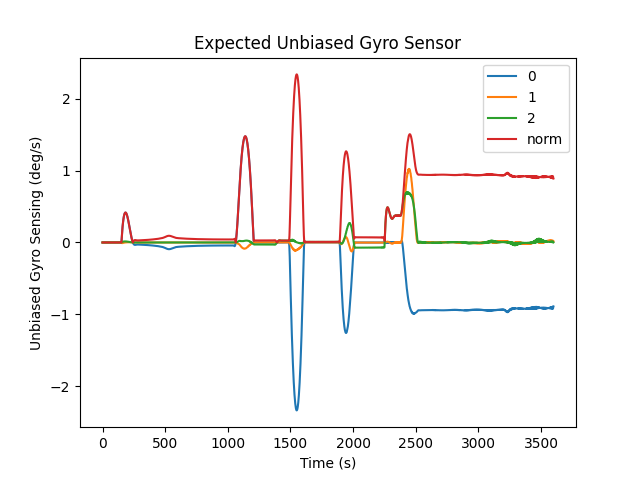 Expected Unbiased Gyro Sensor
Unbiased Gyro Sensing (deg/s)
2
1
0
−1
−2
0
1
2
norm
0 500 1000 1500 2000 2500 3000 3500
Time (s)